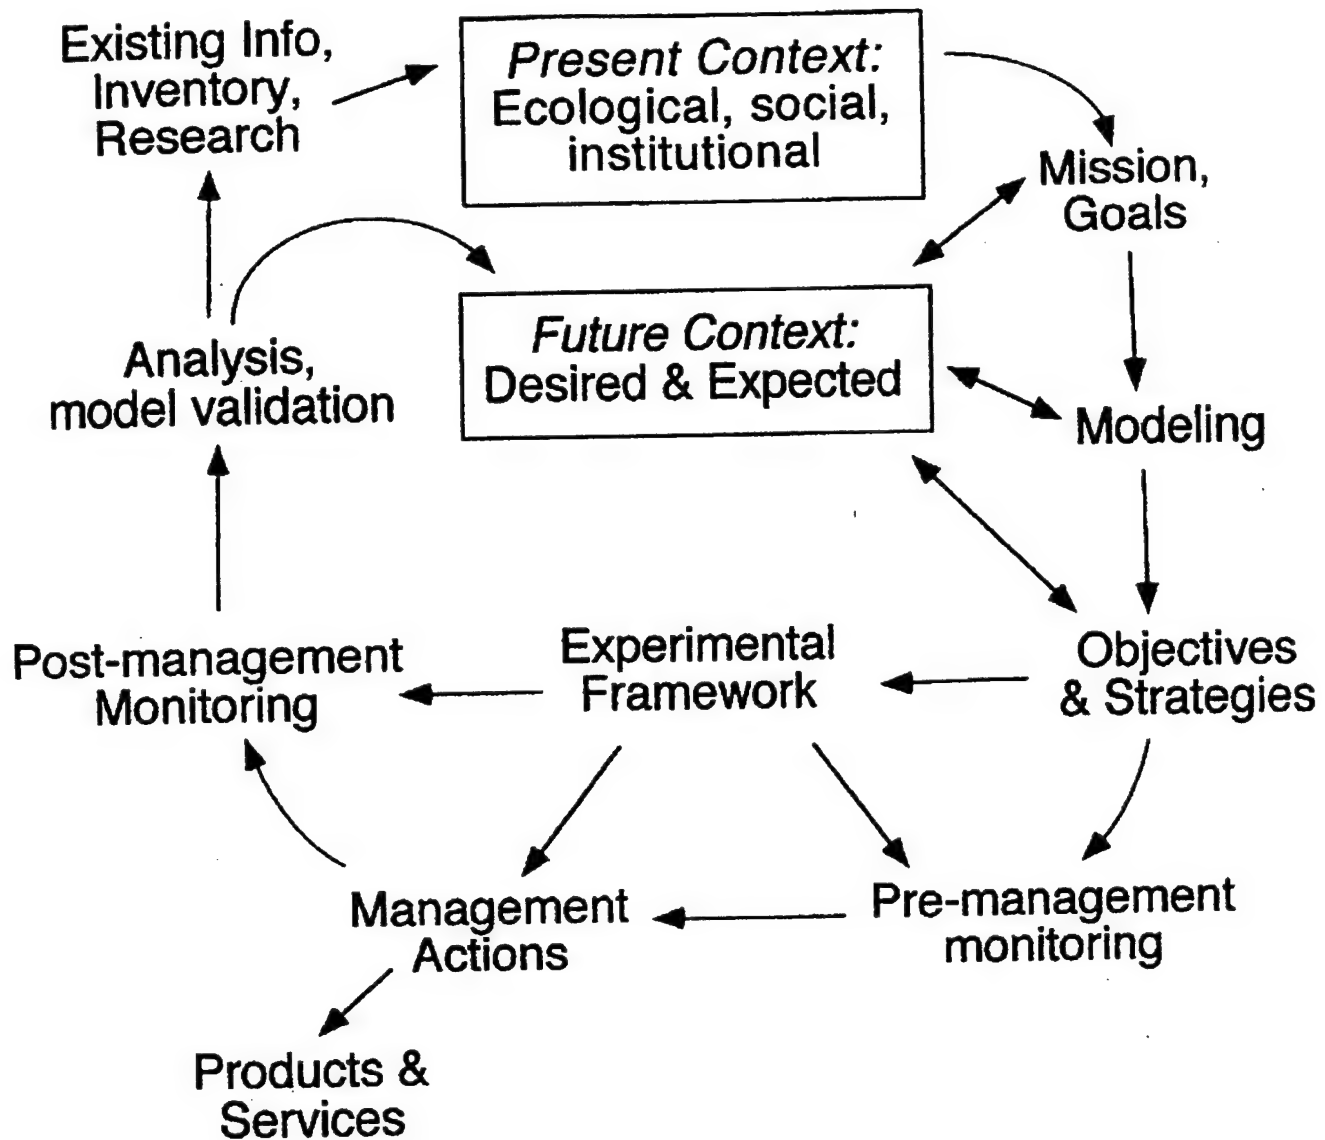 Existing Info,
Inventory,
Research
Present Context:
Ecological, social,
institutional
Mission,
Goals
Analysis,
model validation
Future Context:
Desired & Expected
Modeling
Post-management
Monitoring
Experimental
Framework
Objectives
& Strategies
Management
Actions
Pre-management
monitoring
Products &
Services